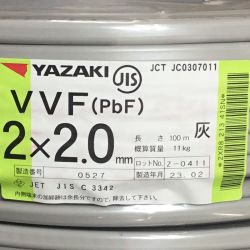 YAZAKI JIS
JCT JC0307011
VVF(PbF)
2×2.0mm
灰
長さ 100m
概算質量 11kg
ロットNo. Z-0411
製造番号 0527
製造年月 23.02
JET JIS C 3342